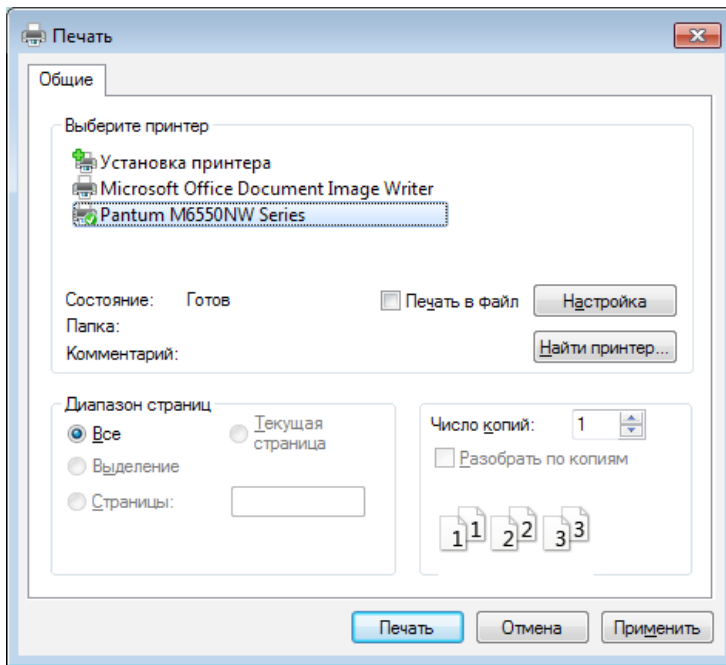 Печать
Общие
Выберите принтер
Установка принтера
Microsoft Office Document Image Writer
Pantum M6550NW Series
Состояние: Готов
Печать в файл
Настройка
Папка:
Комментарий:
Найти принтер...
Диапазон страниц
Все
Текущая
страница
Выделение
Страницы:
Число копий: 1
Разобрать по копиям
1 1 2 2 3 3
Печать Отмена Применить